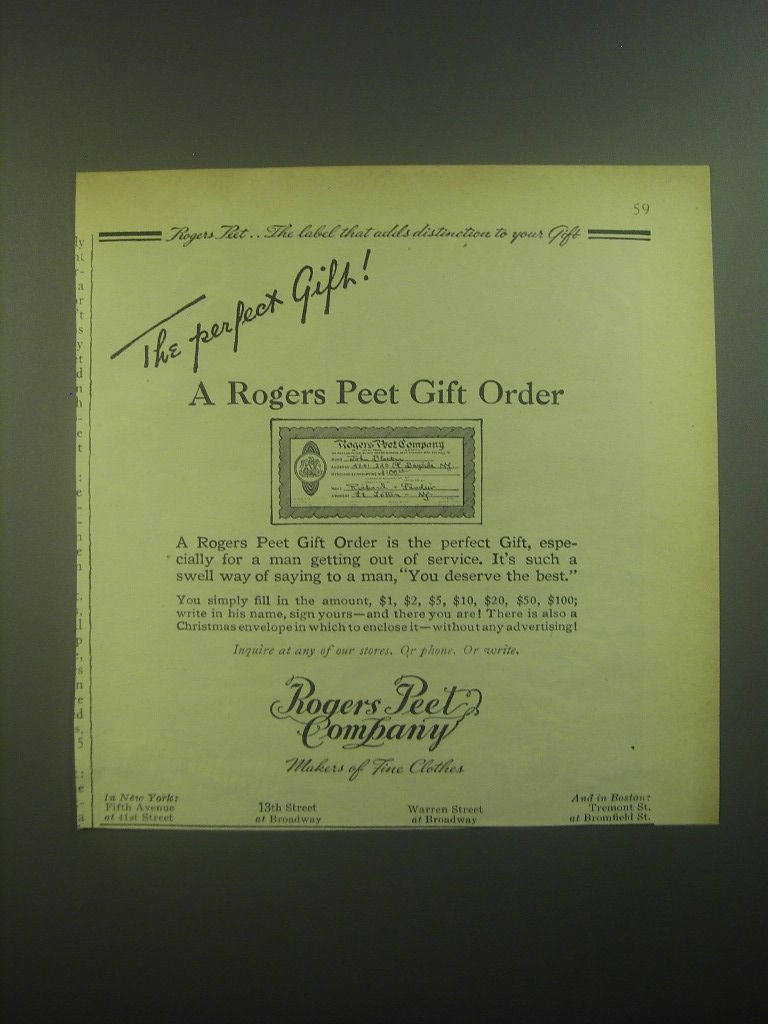 59
Rogers Peet .. The label that adds distinction to your Gift
The perfect Gift!
A Rogers Peet Gift Order
Rogers Peet Company
A Rogers Peet Gift Order is the perfect Gift, espe-
cially for a man getting out of service. It's such a
swell way of saying to a man, "You deserve the best."
You simply fill in the amount, $1, $2, $5, $10, $20, $50, $100;
write in his name, sign yours—and there you are! There is also a
Christmas envelope in which to enclose it—without any advertising!
Inquire at any of our stores. Or phone. Or write.
Rogers Peet
Company
Makers of Fine Clothes
In New York:
Fifth Avenue
at 41st Street
13th Street
at Broadway
Warren Street
at Broadway
And in Boston:
Tremont St.
at Bromfield St.